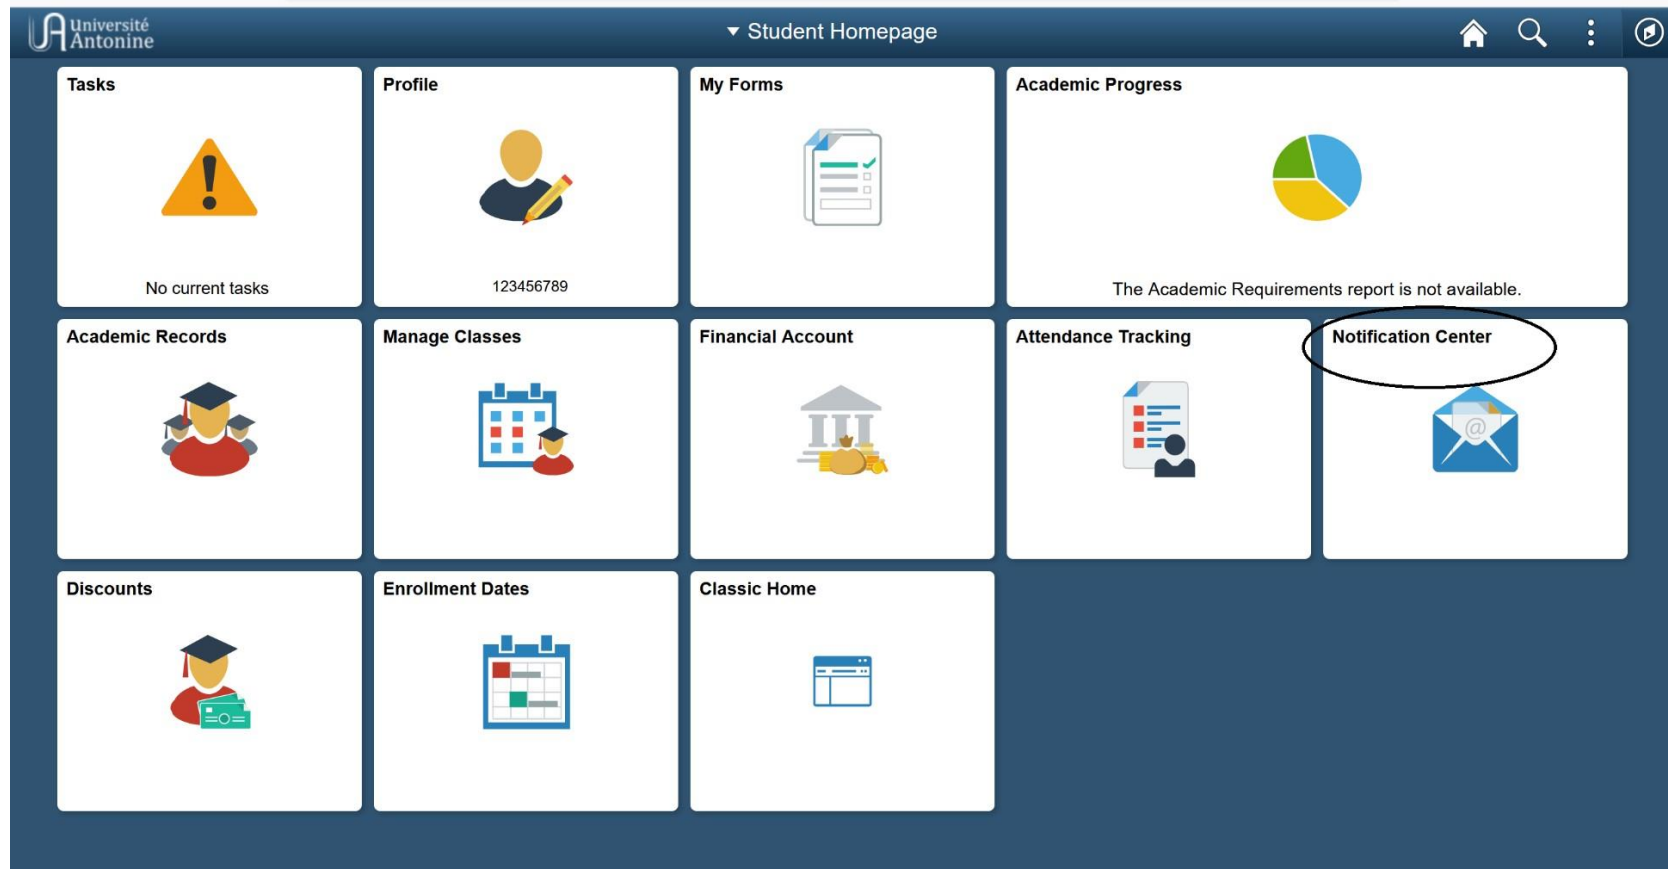 Université
Antonine
Student Homepage
Tasks
No current tasks
Profile
123456789
My Forms
Academic Progress
The Academic Requirements report is not available.
Academic Records
Manage Classes
Financial Account
Attendance Tracking
Notification Center
@
Discounts
Enrollment Dates
Classic Home